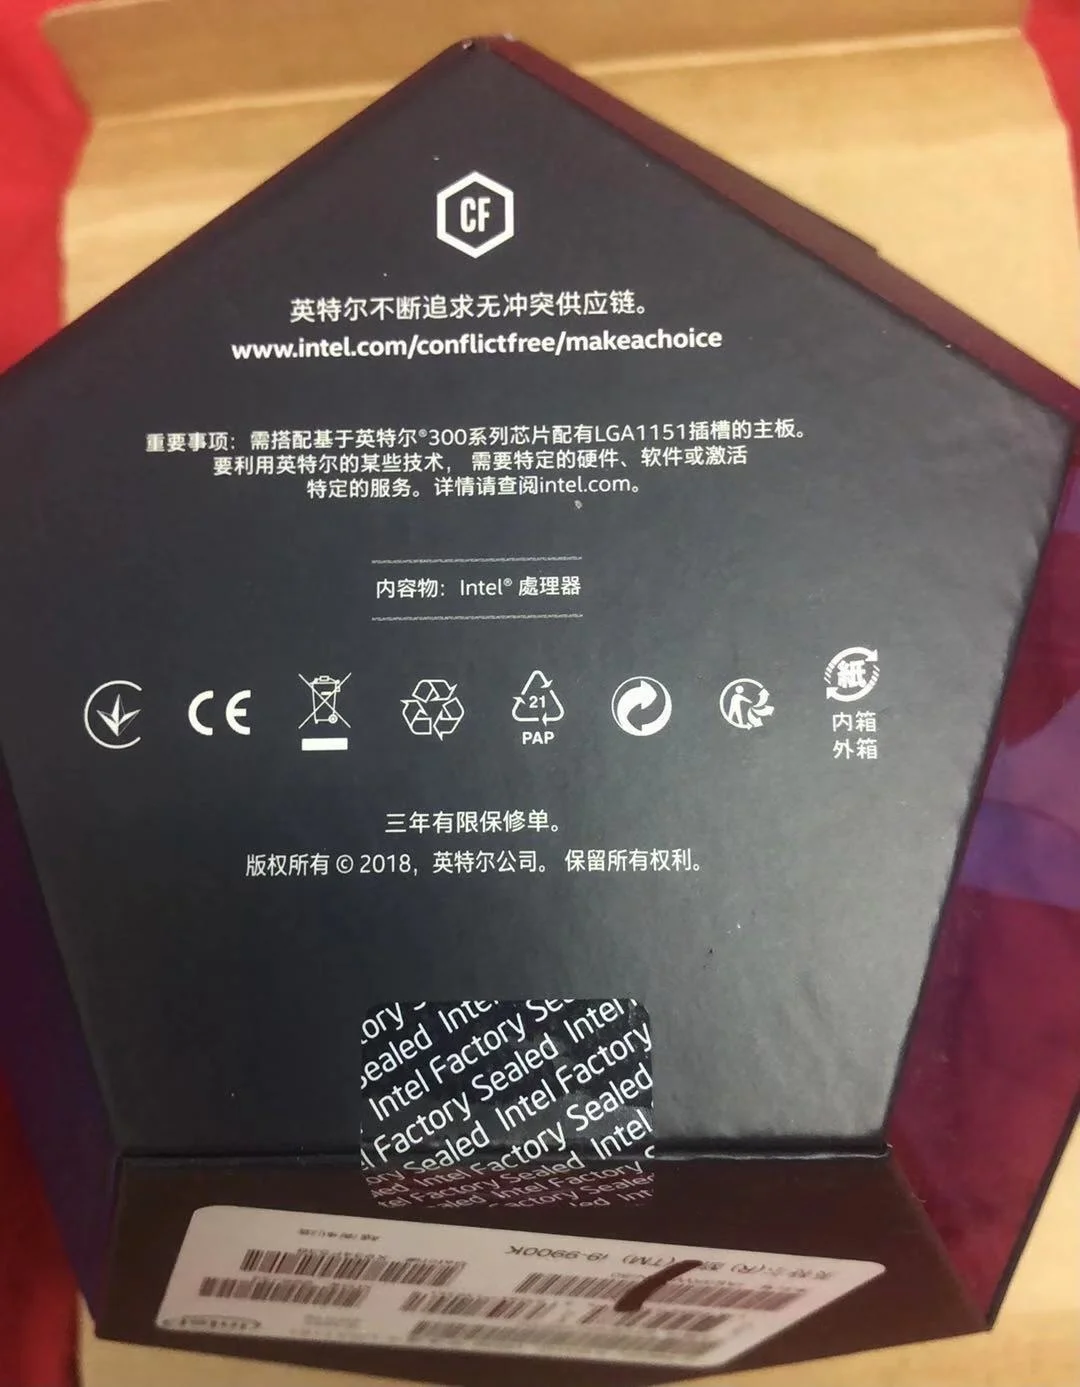 CF
英特尔不断追求无冲突供应链。
www.intel.com/conflictfree/makeachoice
重要事项：需搭配基于英特尔®300系列芯片配有LGA1151插槽的主板。
要利用英特尔的某些技术， 需要特定的硬件、软件或激活
特定的服务。详情请查阅intel.com。
内容物：Intel® 處理器
CE
21
PAP
紙
内箱
外箱
三年有限保修单。
版权所有 © 2018，英特尔公司。 保留所有权利。
ory
Sealed Intel
Intel Factory Sealed Intel
Factory Sealed Intel Factory
Sealed Intel Factory Sealed
Intel Factory Sealed Intel
i9-9900K